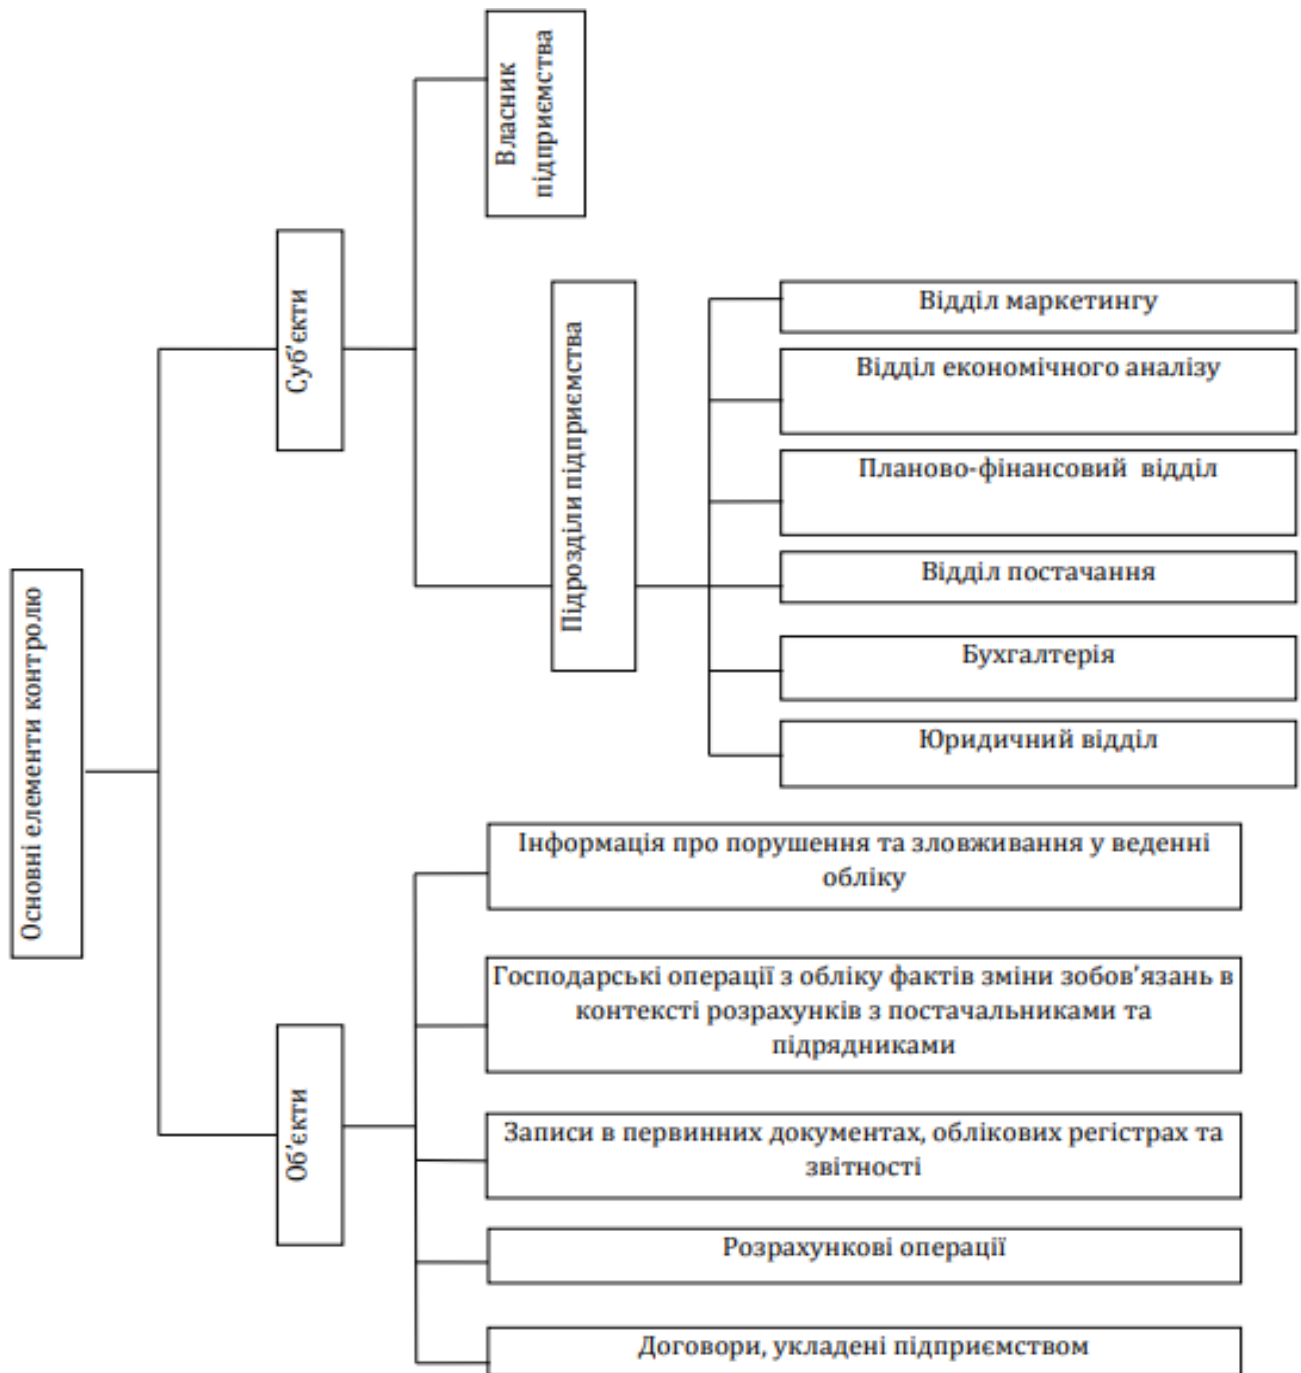 Основні елементи контролю
Суб’єкти
Власник
підприємства
Підрозділи підприємства
Відділ маркетингу
Відділ економічного аналізу
Планово-фінансовий відділ
Відділ постачання
Бухгалтерія
Юридичний відділ
Об’єкти
Інформація про порушення та зловживання у веденні
обліку
Господарські операції з обліку фактів зміни зобов’язань в
контексті розрахунків з постачальниками та
підрядниками
Записи в первинних документах, облікових регістрах та
звітності
Розрахункові операції
Договори, укладені підприємством